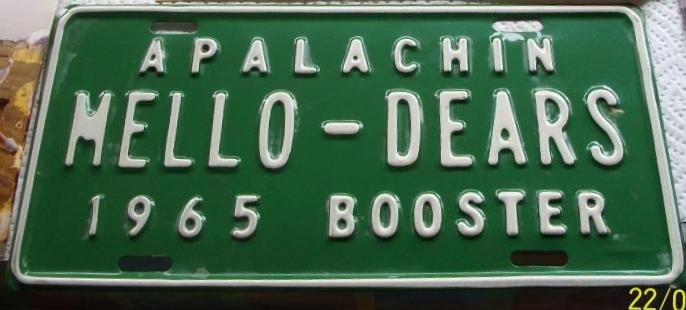 APALACHIN
MELLO-DEARS
1965 BOOSTER
22/0